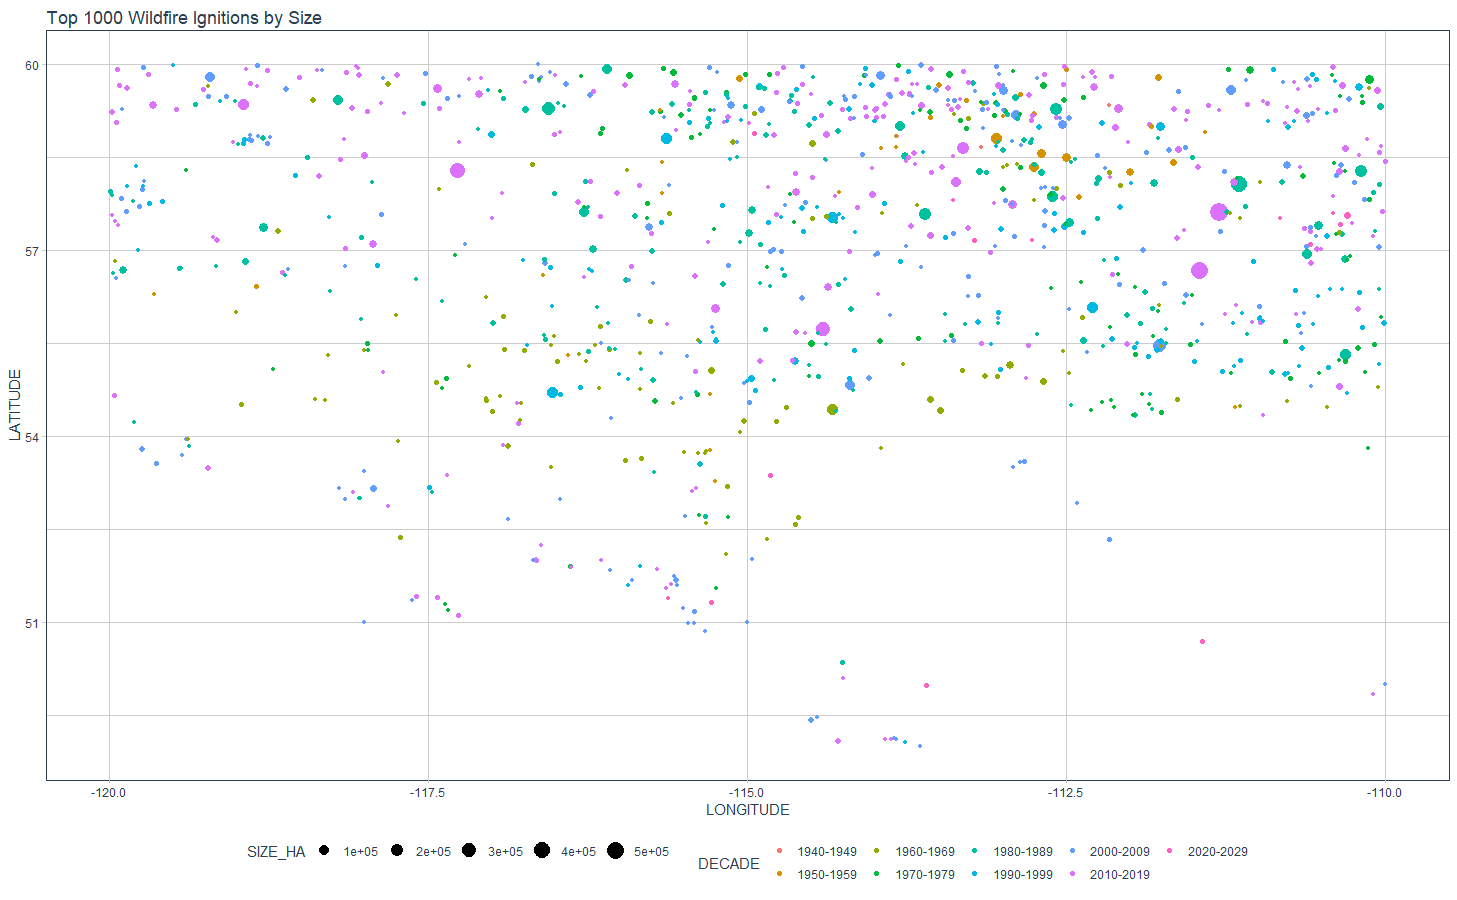 Top 1000 Wildfire Ignitions by Size
60
57
54
51
LATITUDE
-120.0 -117.5 -115.0 -112.5 -110.0
LONGITUDE
SIZE_HA 1e+05 2e+05 3e+05 4e+05 5e+05
DECADE
1940-1949 1960-1969 1980-1989 2000-2009 2020-2029
1950-1959 1970-1979 1990-1999 2010-2019